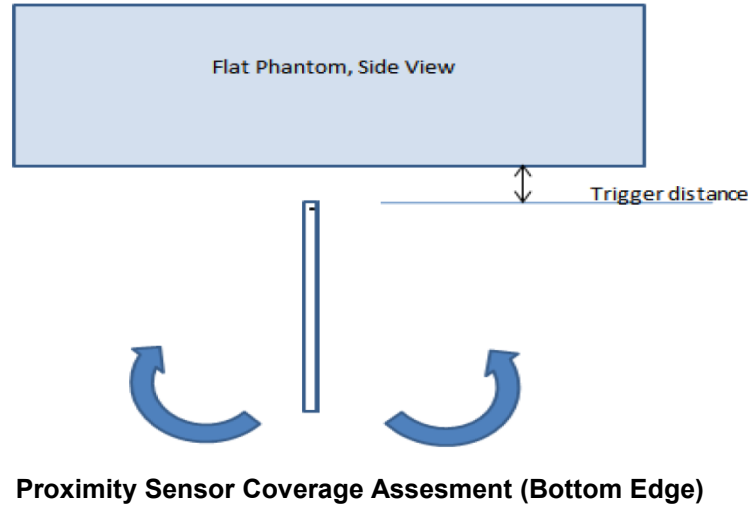 Flat Phantom, Side View
Trigger distance
Proximity Sensor Coverage Assesment (Bottom Edge)